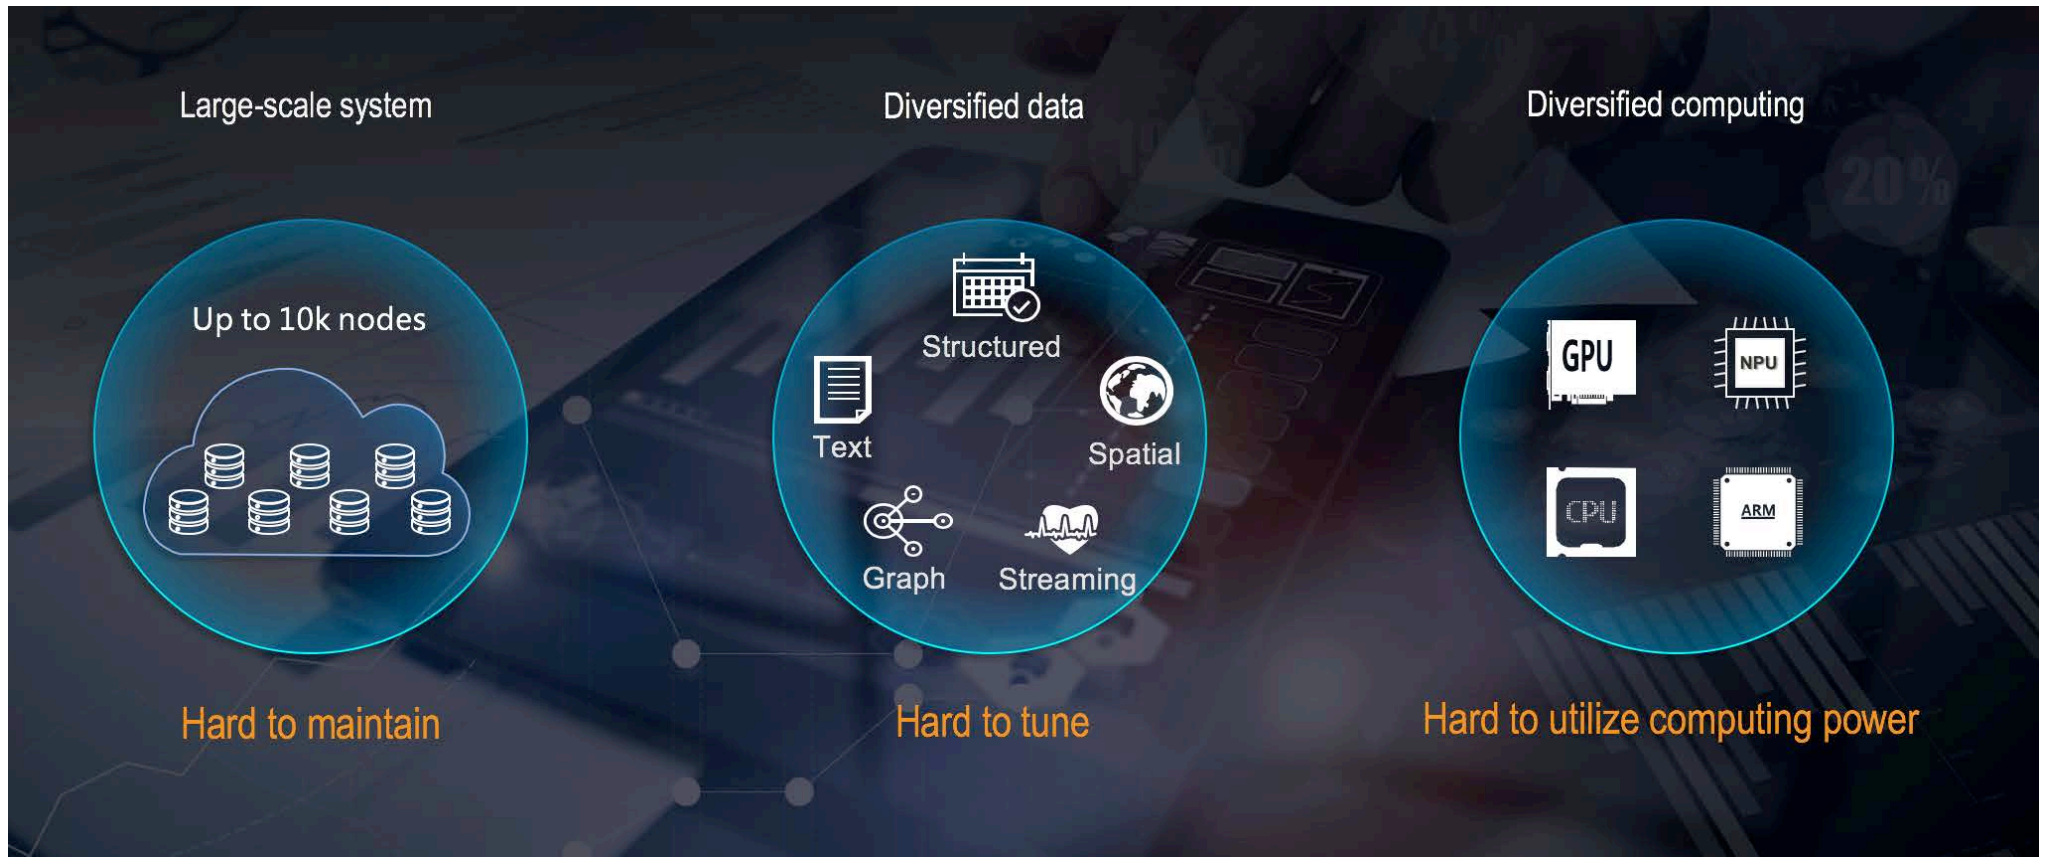 Large-scale system
Diversified data
Diversified computing
20%
Up to 10k nodes
Structured
Text
Spatial
Graph
Streaming
GPU
NPU
CPU
ARM
Hard to maintain
Hard to tune
Hard to utilize computing power